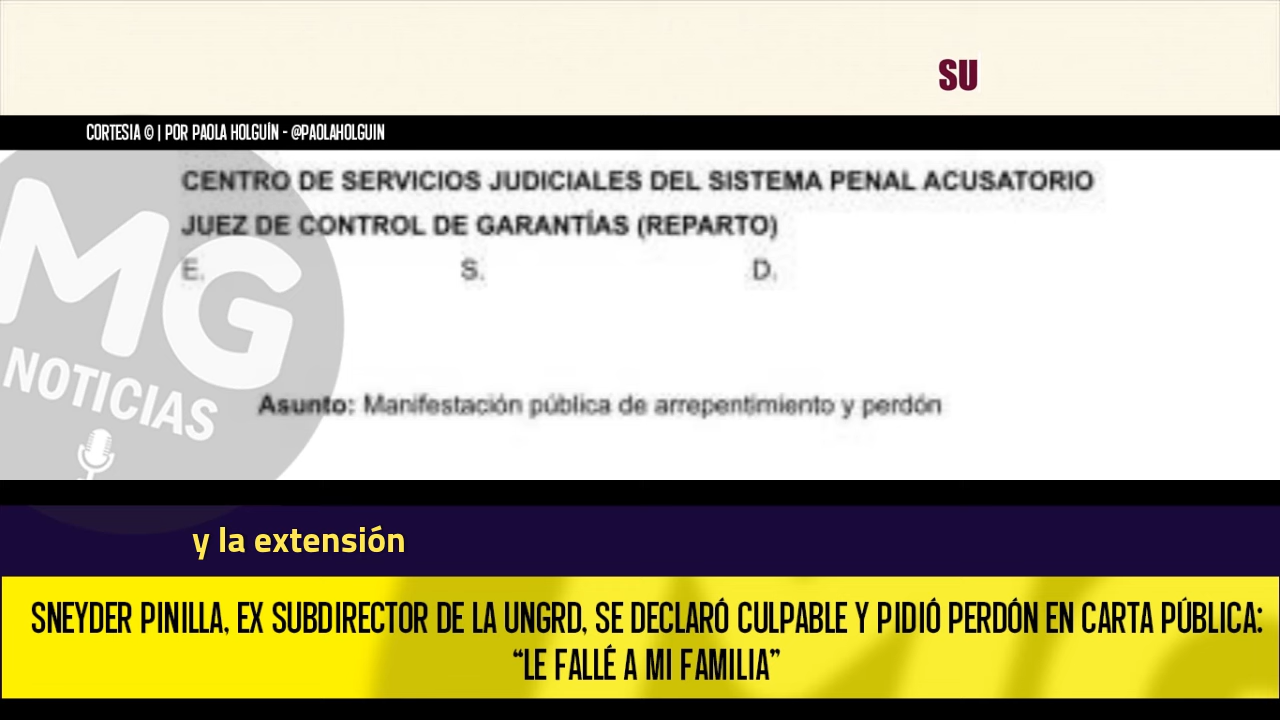 SU
CORTESIA © | POR PAOLA HOLGUÍN - @PAOLAHOLGUIN
CENTRO DE SERVICIOS JUDICIALES DEL SISTEMA PENAL ACUSATORIO
JUEZ DE CONTROL DE GARANTÍAS (REPARTO)
E. S. D.
MG
NOTICIAS
Asunto: Manifestación pública de arrepentimiento y perdón
y la extensión
SNEYDER PINILLA, EX SUBDIRECTOR DE LA UNGRD, SE DECLARÓ CULPABLE Y PIDIÓ PERDÓN EN CARTA PÚBLICA:
“LE FALLÉ A MI FAMILIA”